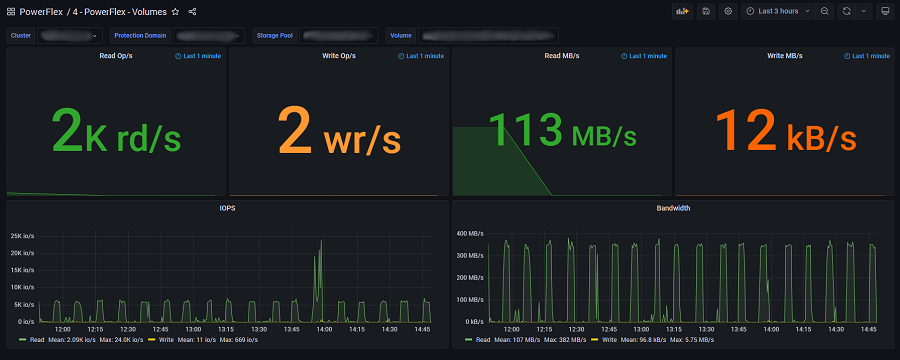 PowerFlex / 4 - PowerFlex - Volumes
Last 3 hours
Cluster Protection Domain Storage Pool Volume
Read Op/s Last 1 minute Write Op/s Last 1 minute Read MB/s Last 1 minute Write MB/s Last 1 minute
2K rd/s 2 wr/s 113 MB/s 12 kB/s
IOPS
25K io/s
20K io/s
15K io/s
10K io/s
5K io/s
0 io/s
12:00 12:15 12:30 12:45 13:00 13:15 13:30 13:45 14:00 14:15 14:30 14:45
Read Mean: 2.09K io/s Max: 24.0K io/s Write Mean: 11 io/s Max: 669 io/s
Bandwidth
400 MB/s
300 MB/s
200 MB/s
100 MB/s
0 kB/s
12:00 12:15 12:30 12:45 13:00 13:15 13:30 13:45 14:00 14:15 14:30 14:45
Read Mean: 107 MB/s Max: 382 MB/s Write Mean: 96.8 kB/s Max: 5.75 MB/s